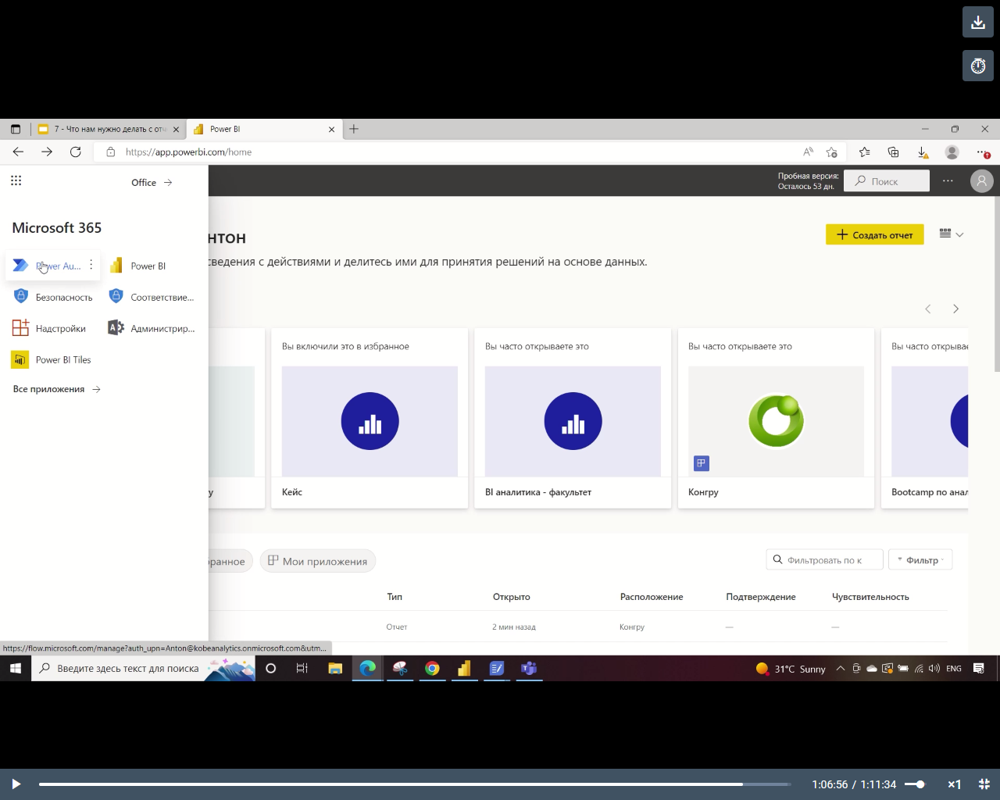 7 - Что нам нужно делать с отч
Power BI
https://app.powerbi.com/home
Office
Пробная версия:
Осталось 53 дн.
Поиск
Microsoft 365
нтон
Создать отчет
сведения с действиями и делитесь ими для принятия решений на основе данных.
Power Au...
Power BI
Безопасность
Соответствие...
Надстройки
Администрир...
Power BI Tiles
Все приложения
Вы включили это в избранное
Вы часто открываете это
Вы часто открываете это
Вы часто открывае
у
Кейс
BI аналитика - факультет
Конгру
Bootcamp по анал
бранное
Мои приложения
Фильтровать по к
Фильтр
Тип
Открыто
Расположение
Подтверждение
Чувствительность
Отчет
2 мин назад
Конгру
—
—
https://flow.microsoft.com/manage?auth_upn=Anton@kobeanalytics.onmicrosoft.com&utm...
Введите здесь текст для поиска
31°C Sunny
ENG
1:06:56 / 1:11:34
×1